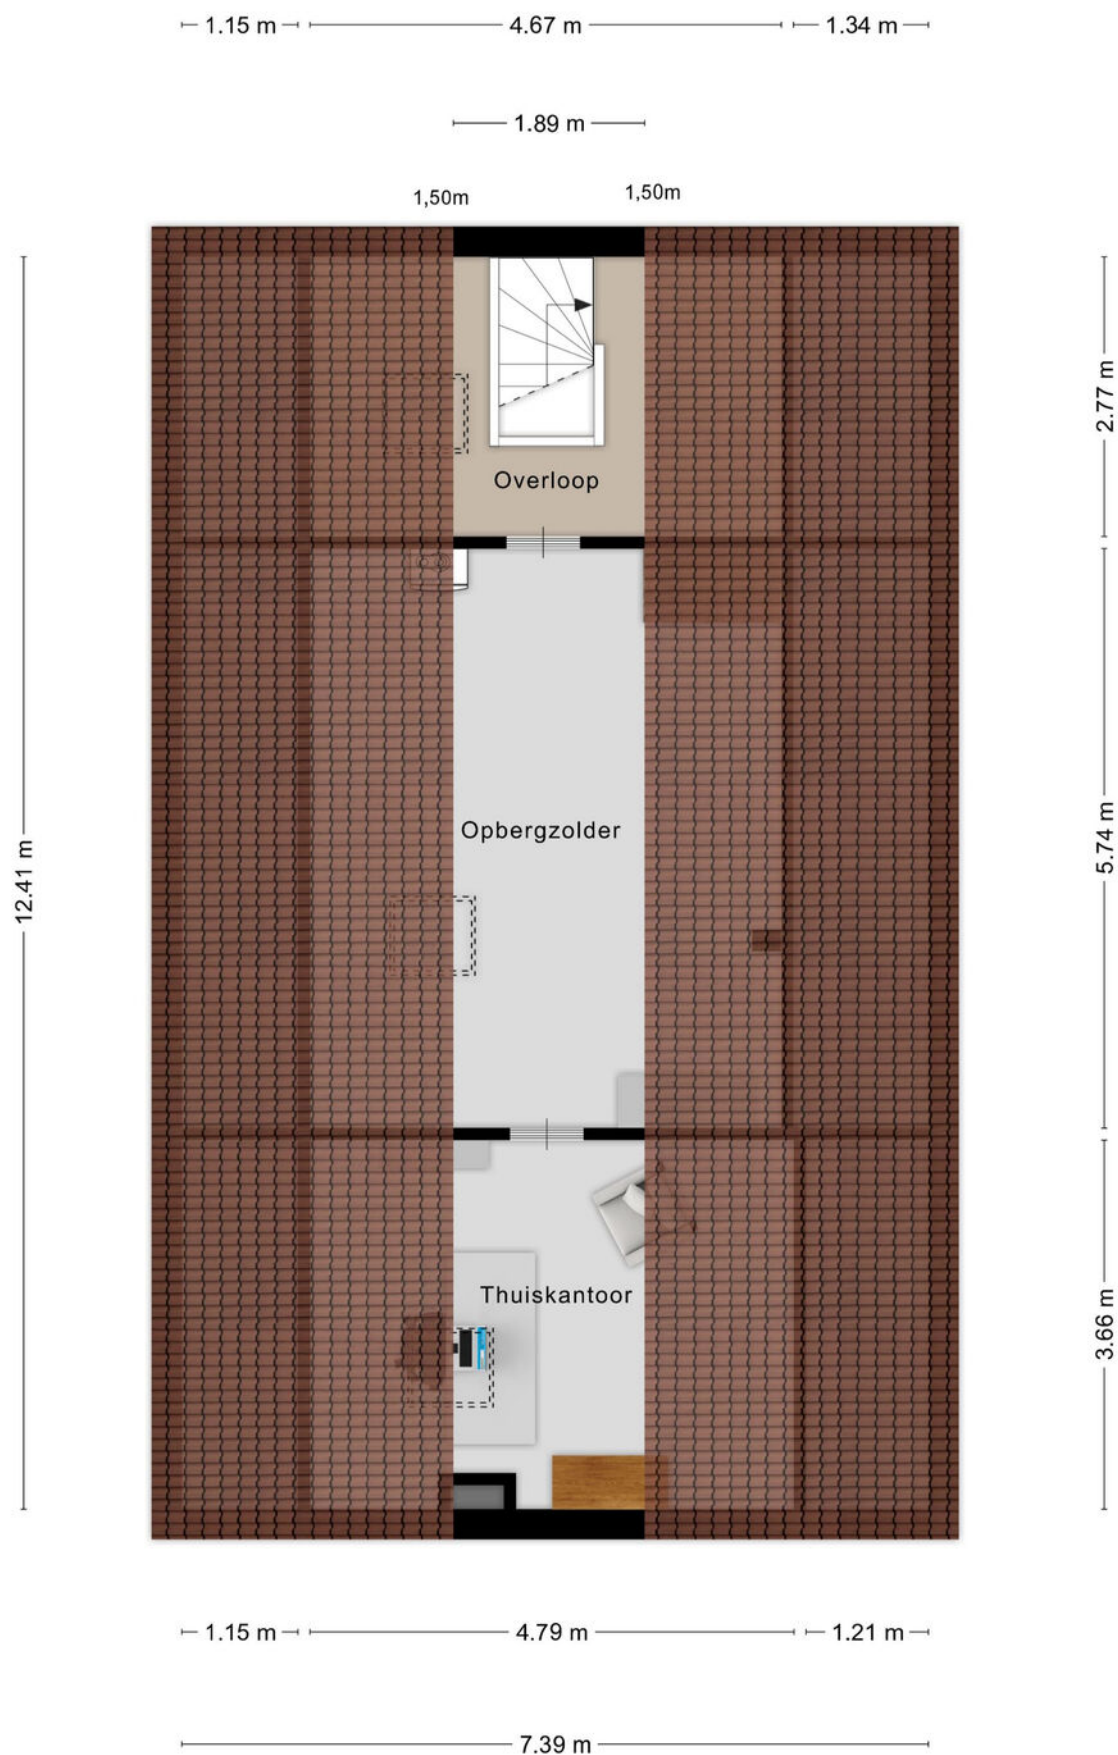 1.15 m
4.67 m
1.34 m
1.89 m
1,50m
1,50m
2.77 m
Overloop
Opbergzolder
5.74 m
12.41 m
Thuiskantoor
3.66 m
1.15 m
4.79 m
1.21 m
7.39 m